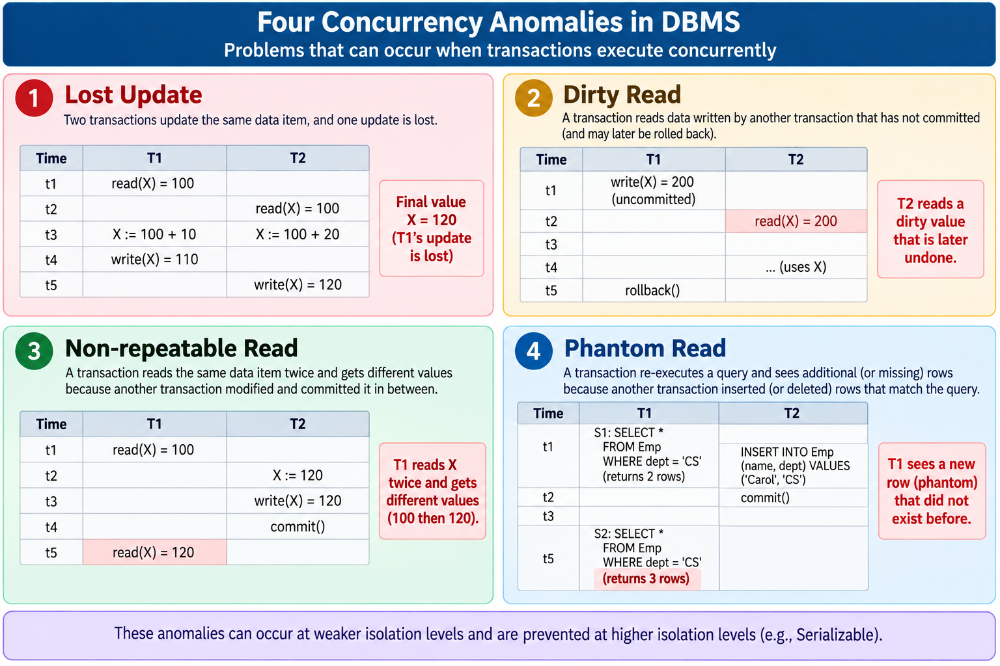 Four Concurrency Anomalies in DBMS
Problems that can occur when transactions execute concurrently
1 Lost Update
Two transactions update the same data item, and one update is lost.
Time T1 T2
t1 read(X) = 100
t2 read(X) = 100
t3 X := 100 + 10 X := 100 + 20
t4 write(X) = 110
t5 write(X) = 120
Final value
X = 120
(T1’s update
is lost)
2 Dirty Read
A transaction reads data written by another transaction that has not committed
(and may later be rolled back).
Time T1 T2
t1 write(X) = 200
(uncommitted)
t2 read(X) = 200
t3
t4 ... (uses X)
t5 rollback()
T2 reads a
dirty value
that is later
undone.
3 Non-repeatable Read
A transaction reads the same data item twice and gets different values
because another transaction modified and committed it in between.
Time T1 T2
t1 read(X) = 100
t2 X := 120
t3 write(X) = 120
t4 commit()
t5 read(X) = 120
T1 reads X
twice and gets
different values
(100 then 120).
4 Phantom Read
A transaction re-executes a query and sees additional (or missing) rows
because another transaction inserted (or deleted) rows that match the query.
Time T1 T2
t1
S1: SELECT *
FROM Emp
WHERE dept = 'CS'
(returns 2 rows)
INSERT INTO Emp
(name, dept) VALUES
('Carol', 'CS')
t2 commit()
t3
t5
S2: SELECT *
FROM Emp
WHERE dept = 'CS'
(returns 3 rows)
T1 sees a new
row (phantom)
that did not
exist before.
These anomalies can occur at weaker isolation levels and are prevented at higher isolation levels (e.g., Serializable).